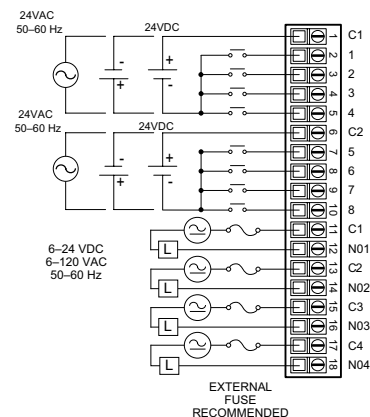 24VAC
50–60 Hz
24VDC
- +
- +
24VAC
50–60 Hz
24VDC
- +
- +
6–24 VDC
6–120 VAC
50–60 Hz
L
L
L
L
1 C1
2 1
3 2
4 3
5 4
6 C2
7 5
8 6
9 7
10 8
11 C1
12 N01
13 C2
14 N02
15 C3
16 N03
17 C4
18 N04
EXTERNAL
FUSE
RECOMMENDED